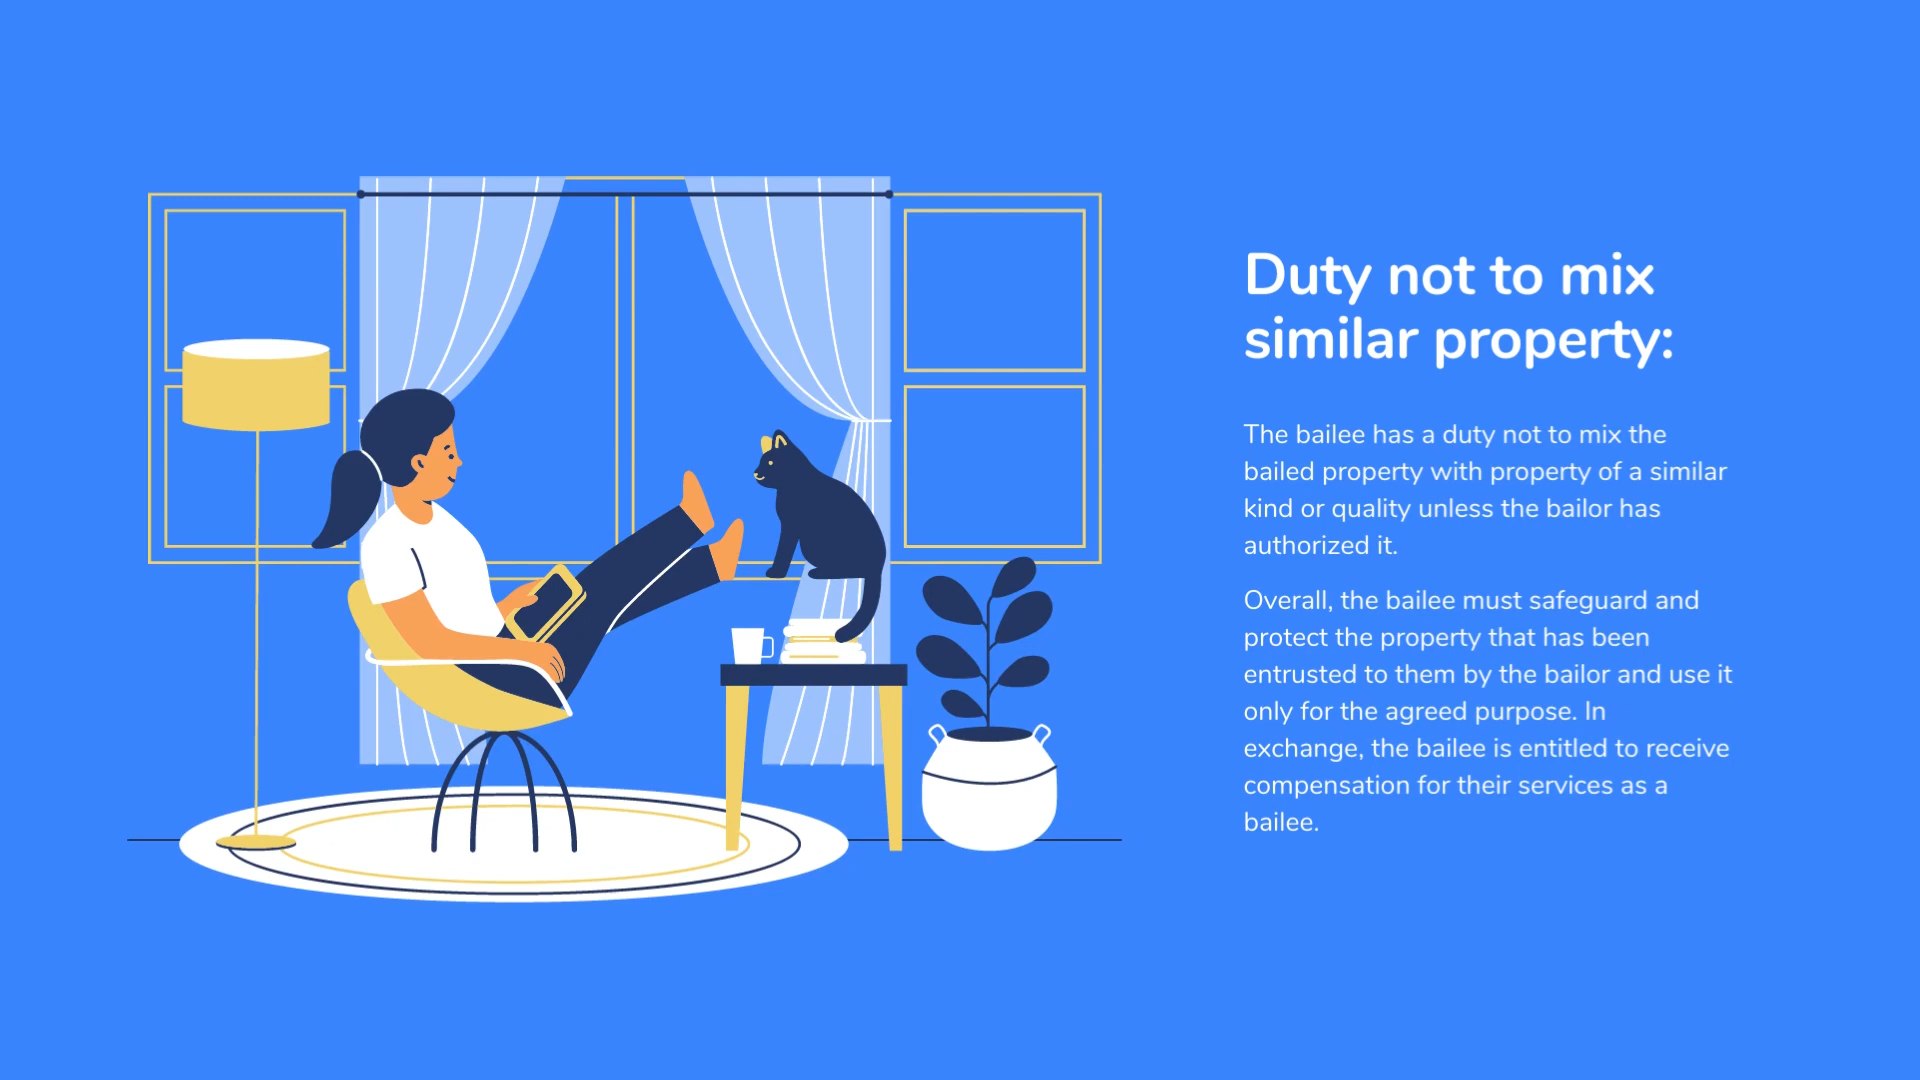 Duty not to mix
similar property:
The bailee has a duty not to mix the
bailed property with property of a similar
kind or quality unless the bailor has
authorized it.
Overall, the bailee must safeguard and
protect the property that has been
entrusted to them by the bailor and use it
only for the agreed purpose. In
exchange, the bailee is entitled to receive
compensation for their services as a
bailee.